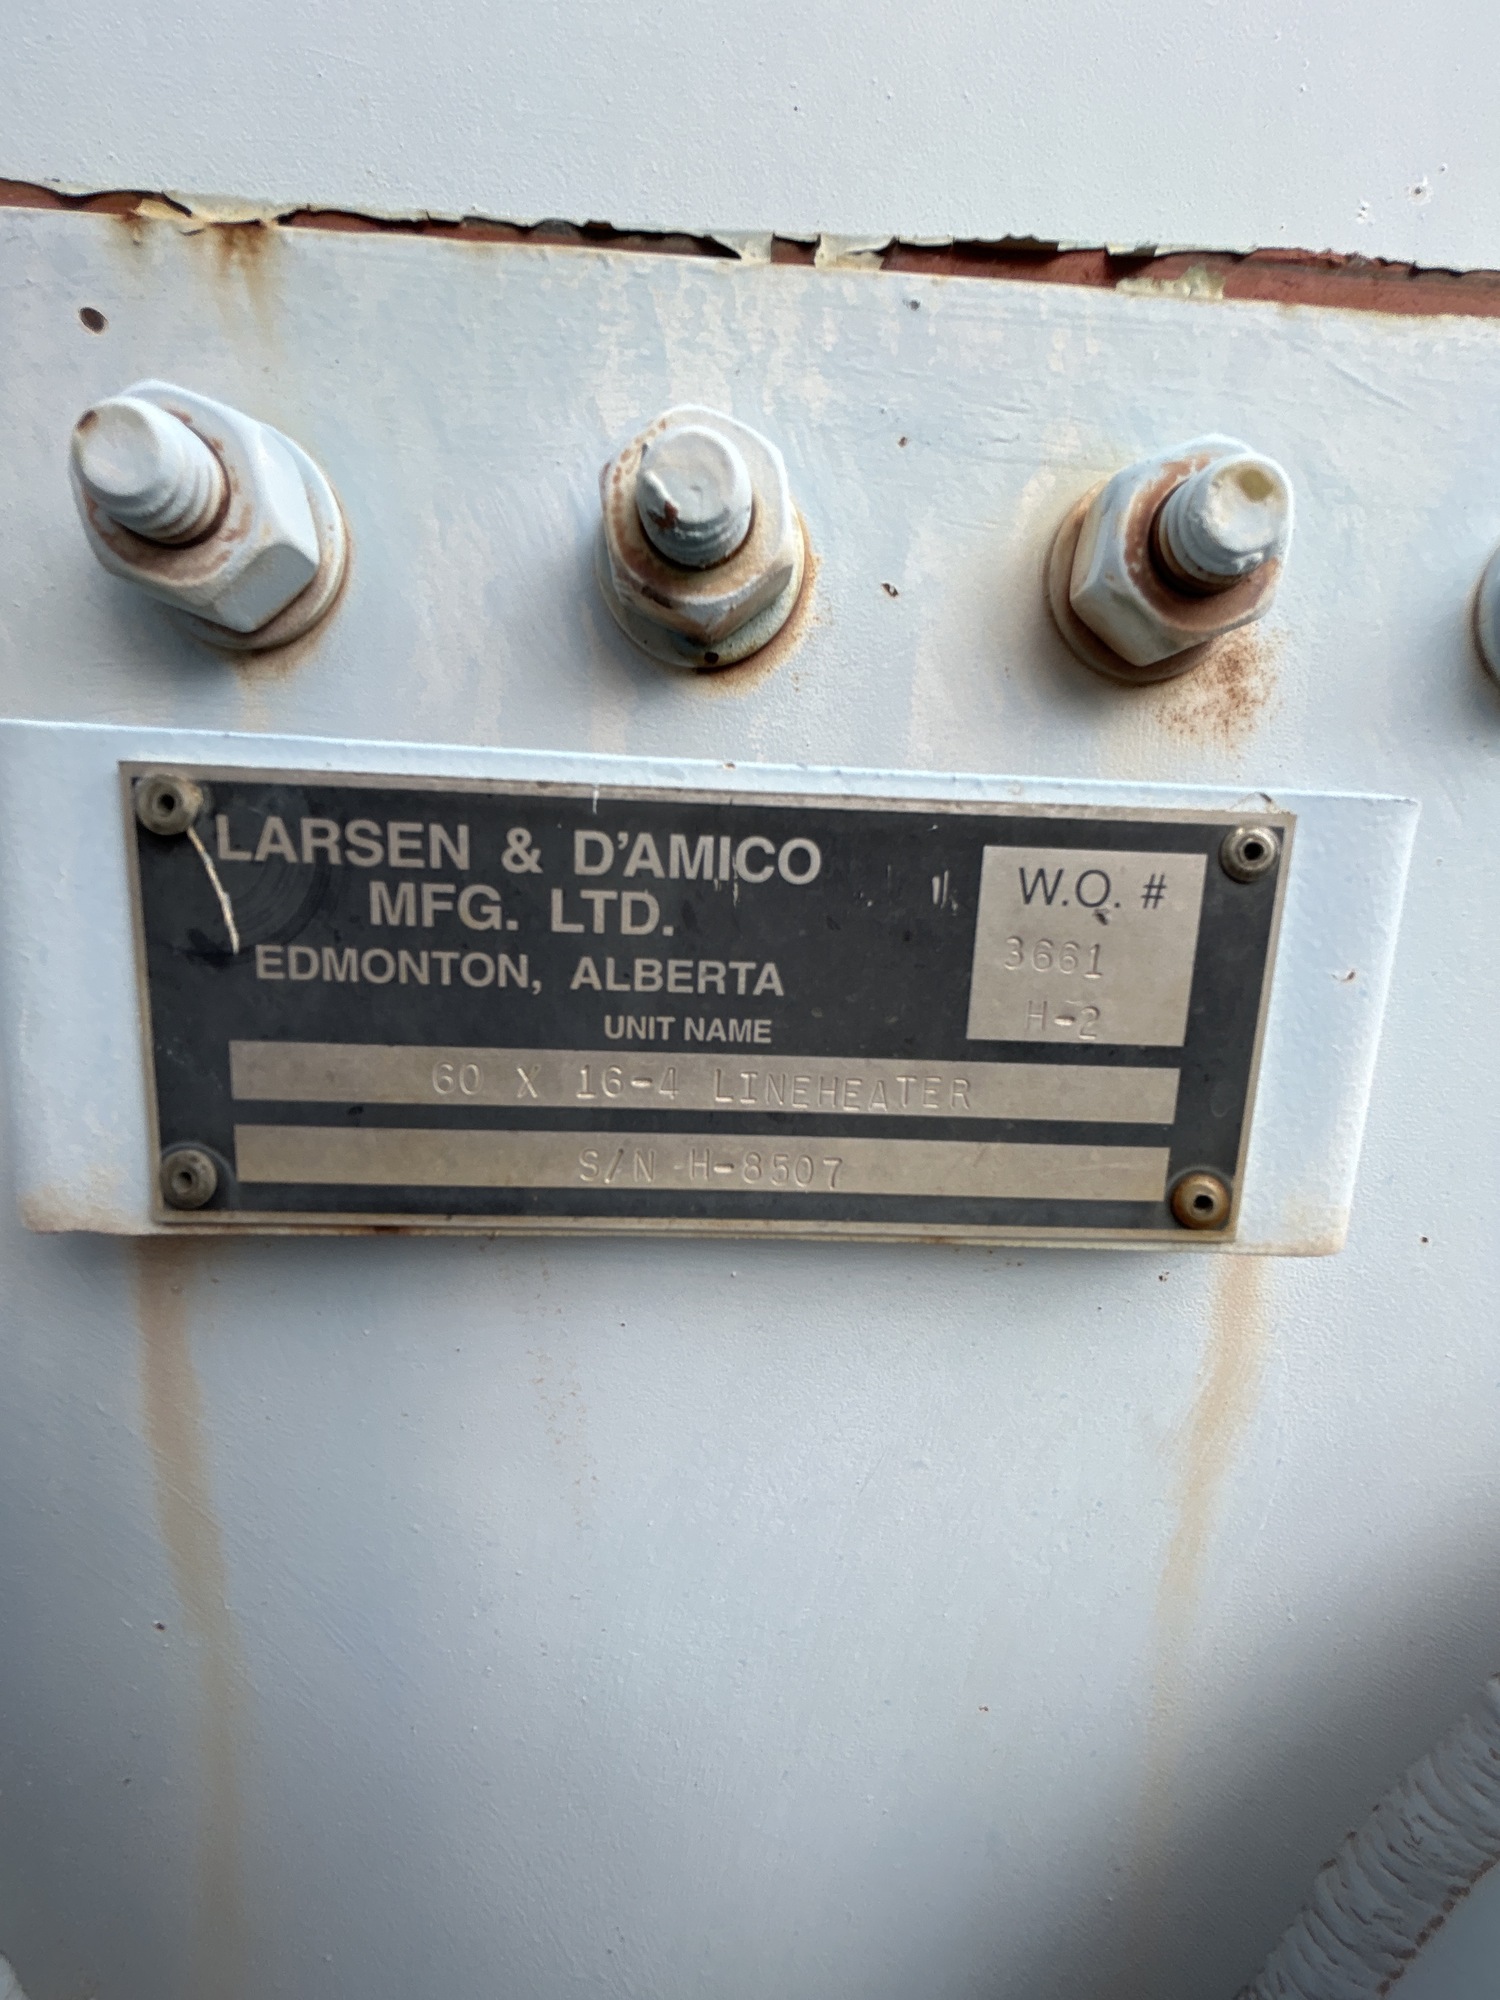 LARSEN & D'AMICO
MFG. LTD.
EDMONTON, ALBERTA
W.O. #
3661
H-2
UNIT NAME
60 X 16-4 LINEHEATER
S/N H-8507